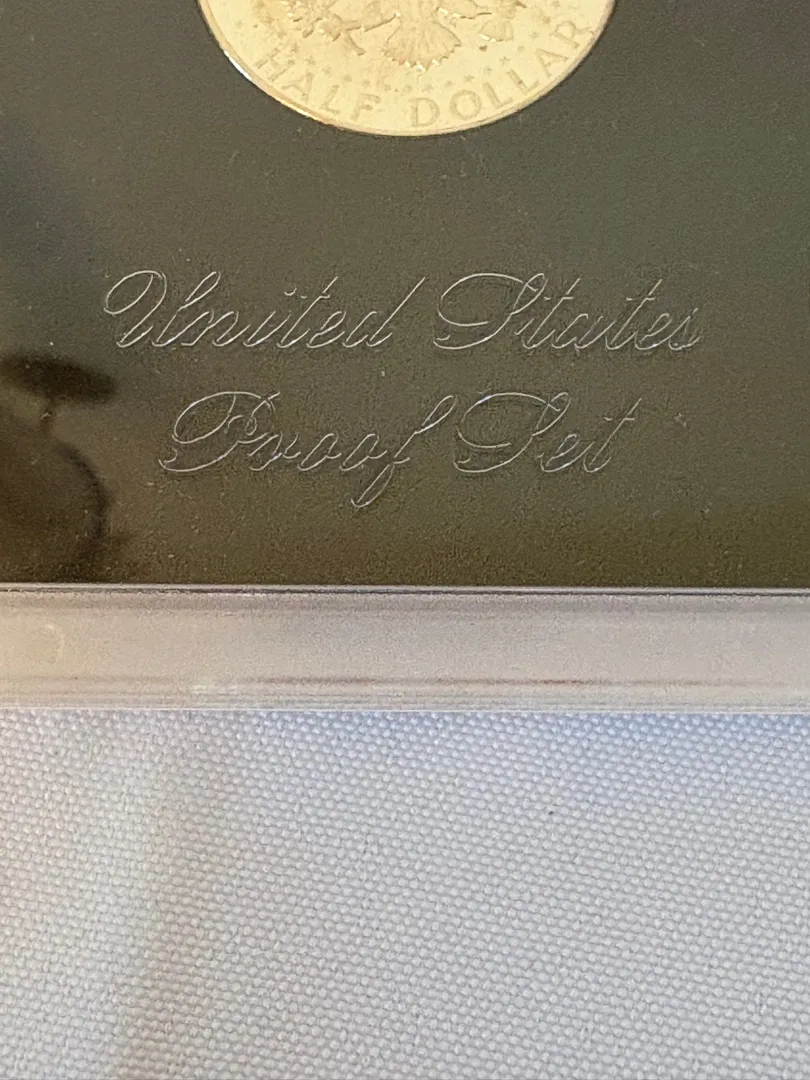 HALF DOLLAR
United States
Proof Set